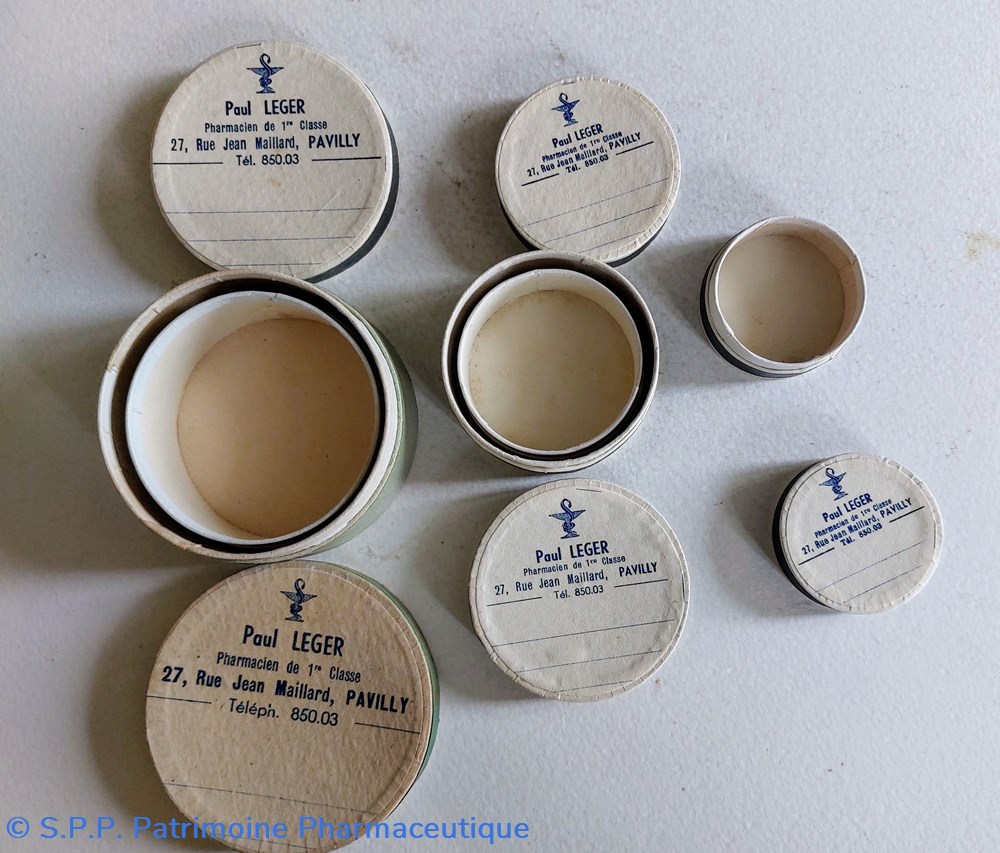 Paul LEGER
Pharmacien de 1re Classe
27, Rue Jean Maillard, PAVILLY
Tél. 850.03
Paul LEGER
Pharmacien de 1re Classe
27, Rue Jean Maillard, PAVILLY
Tél. 850.03
Paul LEGER
Pharmacien de 1re Classe
27, Rue Jean Maillard, PAVILLY
Tél. 850.03
Paul LEGER
Pharmacien de 1re Classe
27, Rue Jean Maillard, PAVILLY
Tél. 850.03
Paul LEGER
Pharmacien de 1re Classe
27, Rue Jean Maillard, PAVILLY
Téléph. 850.03
© S.P.P. Patrimoine Pharmaceutique